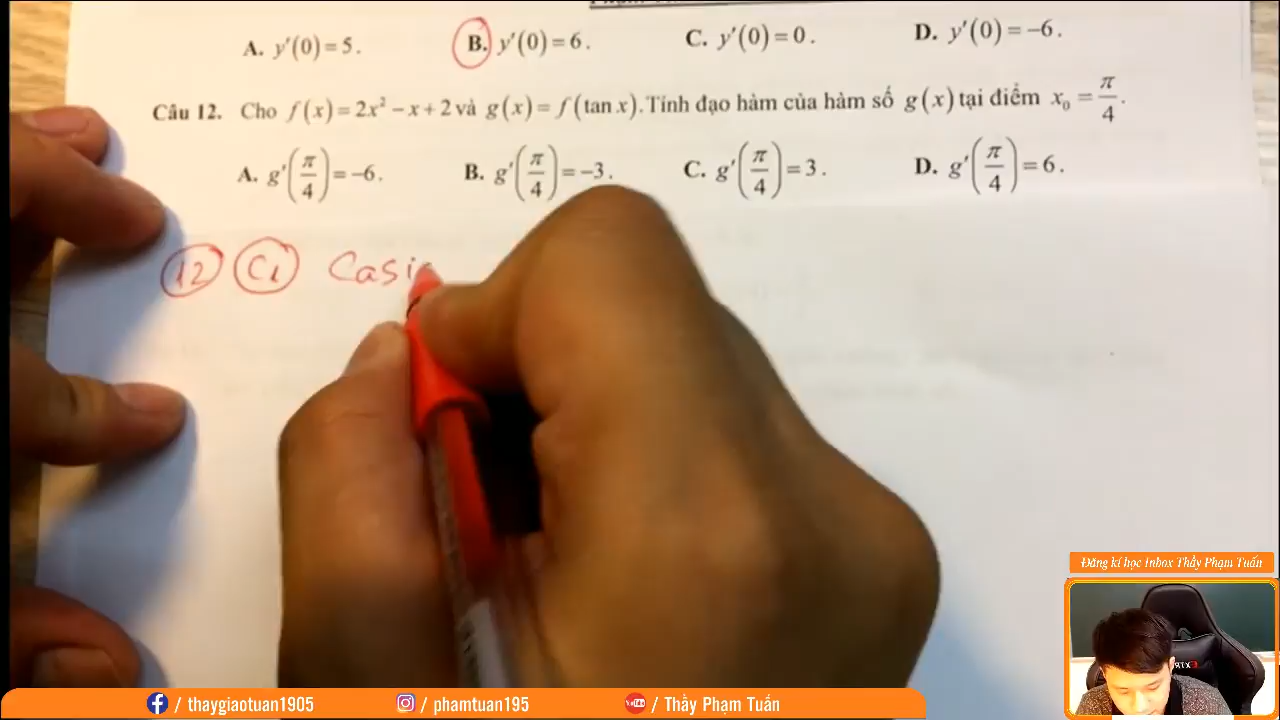 A. y'(0) = 5. B. y'(0) = 6. C. y'(0) = 0. D. y'(0) = -6.
Câu 12. Cho f(x) = 2x² - x + 2 và g(x) = f(tan x). Tính đạo hàm của hàm số g(x) tại điểm x₀ = π/4.
A. g'(π/4) = -6. B. g'(π/4) = -3. C. g'(π/4) = 3. D. g'(π/4) = 6.
12 C1 Casi
Đăng kí học Inbox Thầy Phạm Tuấn
/ thaygiaotuan1905 / phamtuan195 YouTube / Thầy Phạm Tuấn